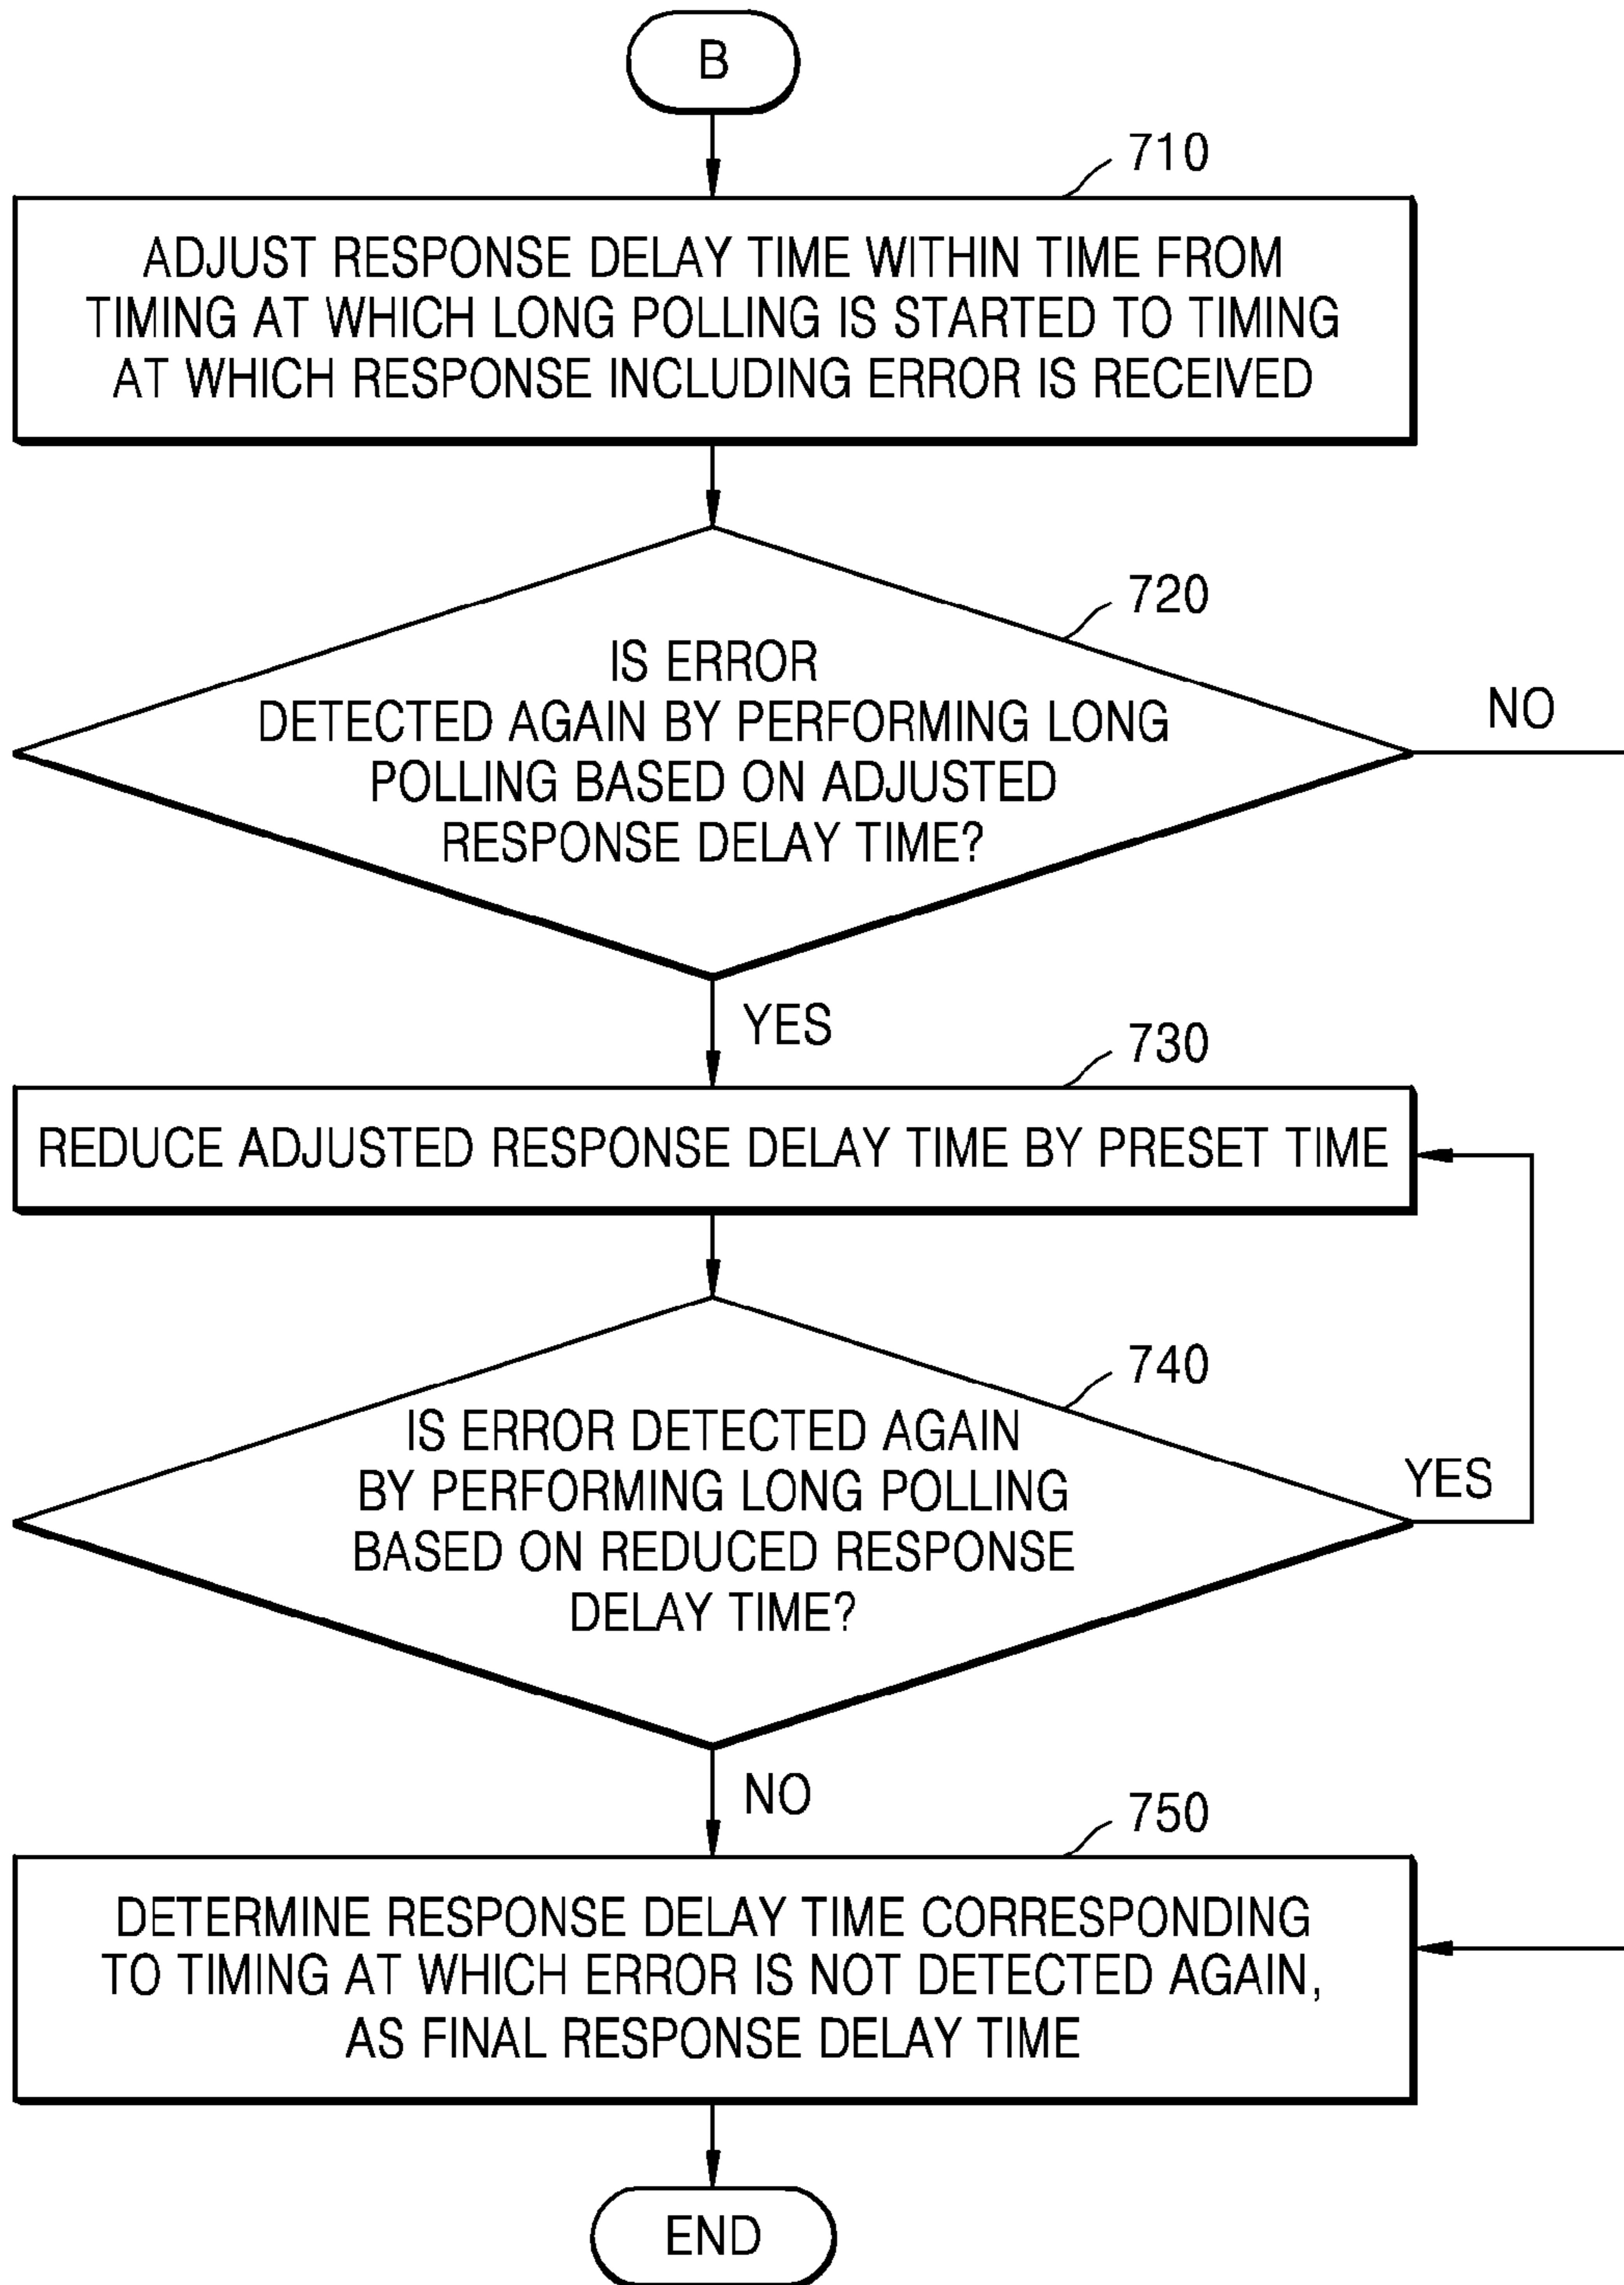 B
710
ADJUST RESPONSE DELAY TIME WITHIN TIME FROM
TIMING AT WHICH LONG POLLING IS STARTED TO TIMING
AT WHICH RESPONSE INCLUDING ERROR IS RECEIVED
720
IS ERROR
DETECTED AGAIN BY PERFORMING LONG
POLLING BASED ON ADJUSTED
RESPONSE DELAY TIME?
NO
YES
730
REDUCE ADJUSTED RESPONSE DELAY TIME BY PRESET TIME
740
IS ERROR DETECTED AGAIN
BY PERFORMING LONG POLLING
BASED ON REDUCED RESPONSE
DELAY TIME?
YES
NO
750
DETERMINE RESPONSE DELAY TIME CORRESPONDING
TO TIMING AT WHICH ERROR IS NOT DETECTED AGAIN,
AS FINAL RESPONSE DELAY TIME
END